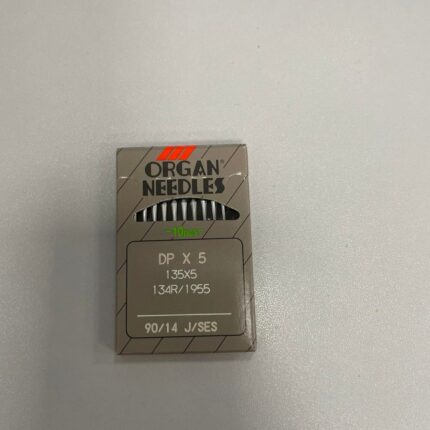 ORGAN®
NEEDLES
DP X 5
135X5
134R/1955
90/14 J/SES